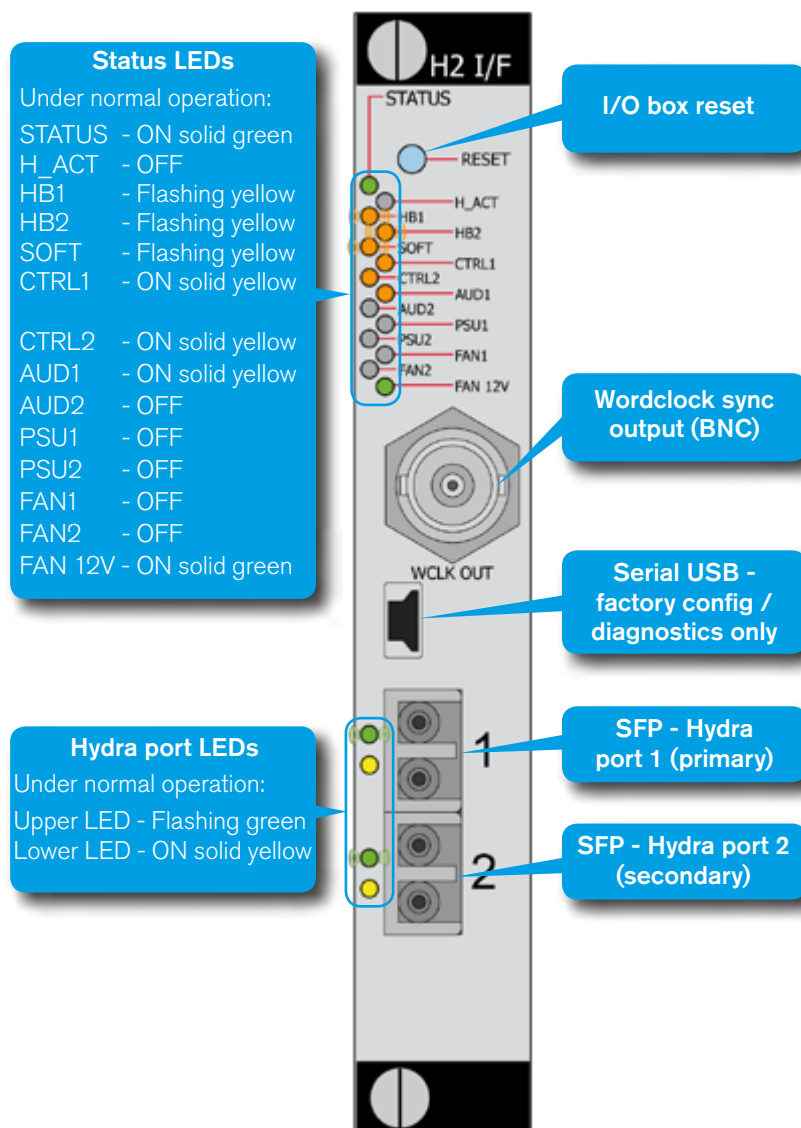 Status LEDs
Under normal operation:
STATUS - ON solid green
H_ACT - OFF
HB1 - Flashing yellow
HB2 - Flashing yellow
SOFT - Flashing yellow
CTRL1 - ON solid yellow
CTRL2 - ON solid yellow
AUD1 - ON solid yellow
AUD2 - OFF
PSU1 - OFF
PSU2 - OFF
FAN1 - OFF
FAN2 - OFF
FAN 12V - ON solid green
Hydra port LEDs
Under normal operation:
Upper LED - Flashing green
Lower LED - ON solid yellow
H2 I/F
STATUS
RESET
H_ACT
HB1
HB2
SOFT
CTRL1
CTRL2
AUD1
AUD2
PSU1
PSU2
FAN1
FAN2
FAN 12V
WCLK OUT
1
2
I/O box reset
Wordclock sync
output (BNC)
Serial USB -
factory config /
diagnostics only
SFP - Hydra
port 1 (primary)
SFP - Hydra port 2
(secondary)